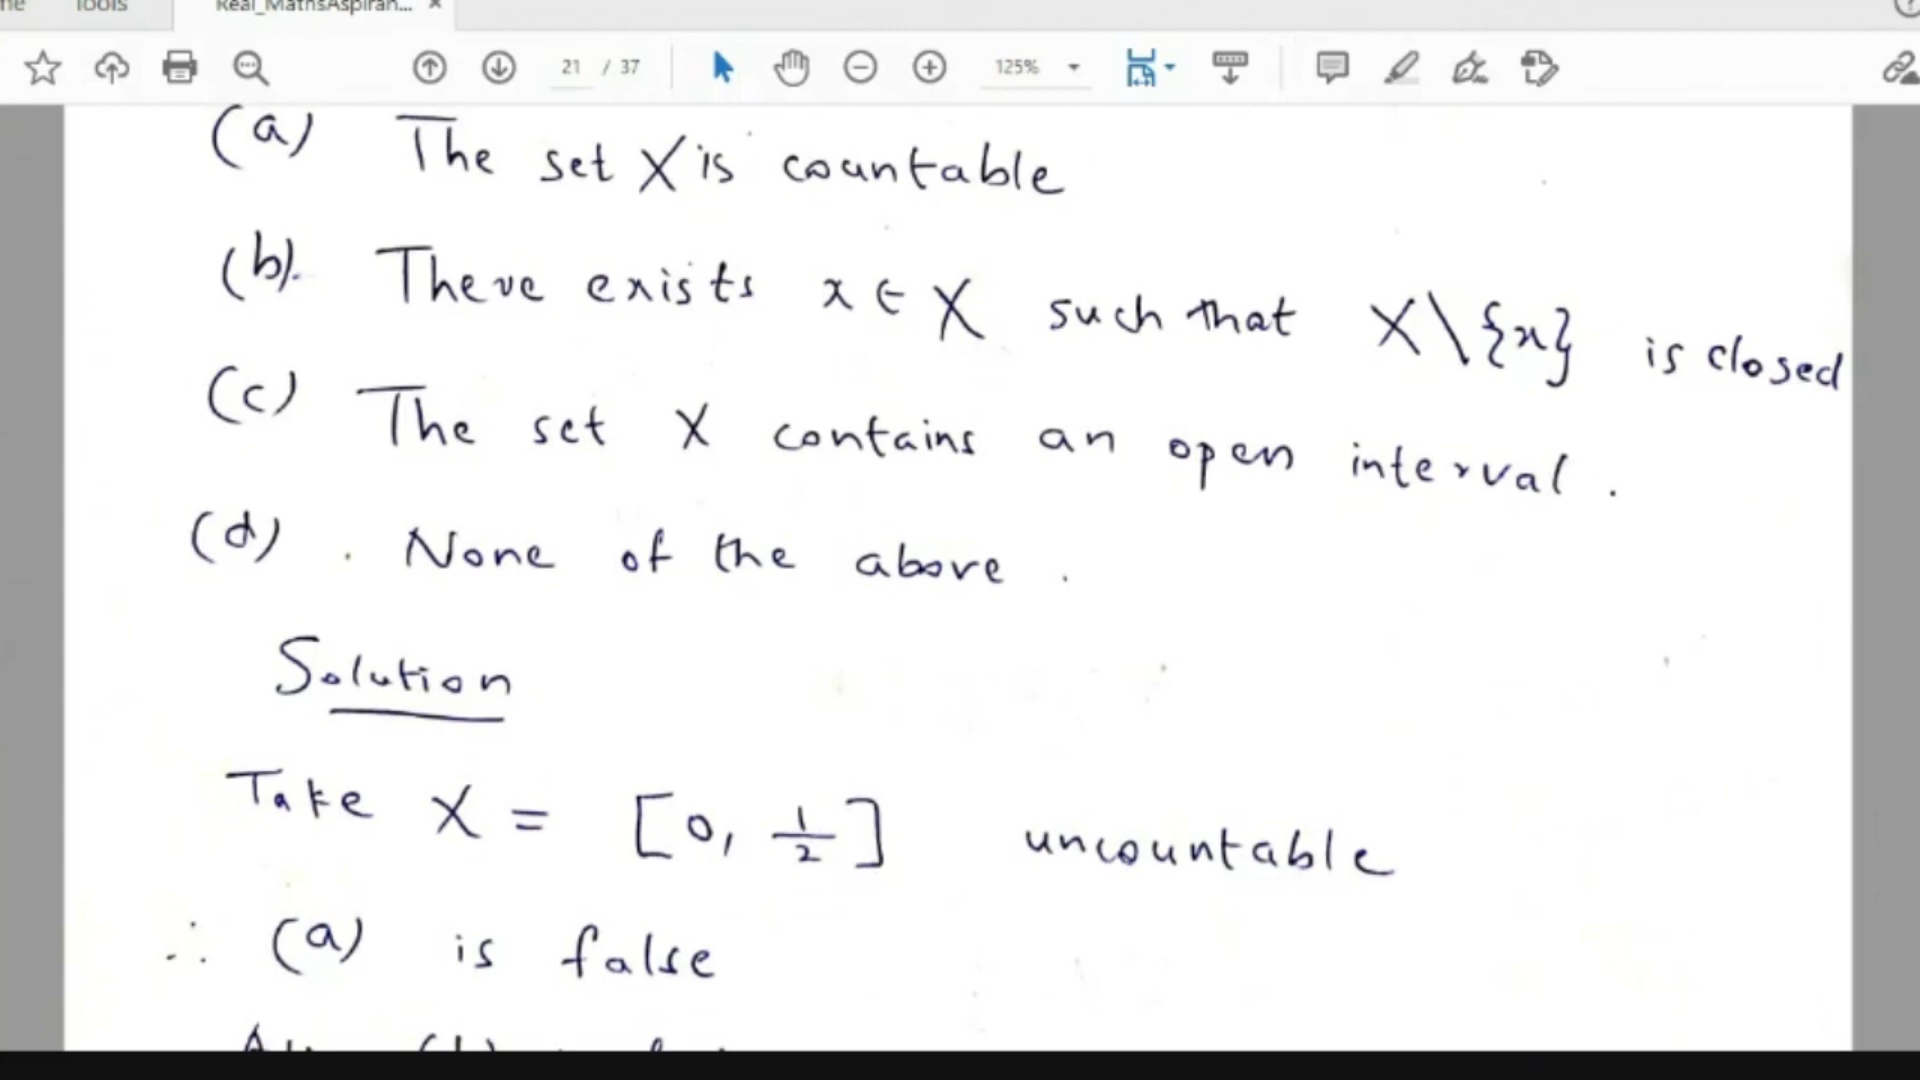 Tools Real_MathsAspiran...
21 / 37 125%
(a) The set X is countable
(b). There exists x ∈ X such that X\{x} is closed
(c) The set X contains an open interval.
(d). None of the above.
Solution
Take X = [0, 1/2] uncountable
∴ (a) is false